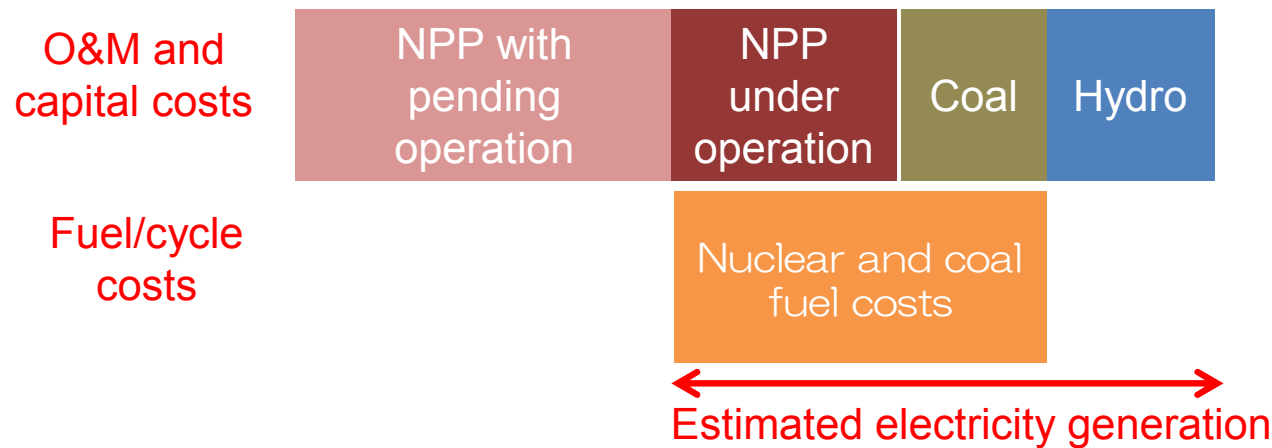 O&M and
capital costs
NPP with
pending
operation
NPP
under
operation
Coal
Hydro
Fuel/cycle
costs
Nuclear and coal
fuel costs
Estimated electricity generation